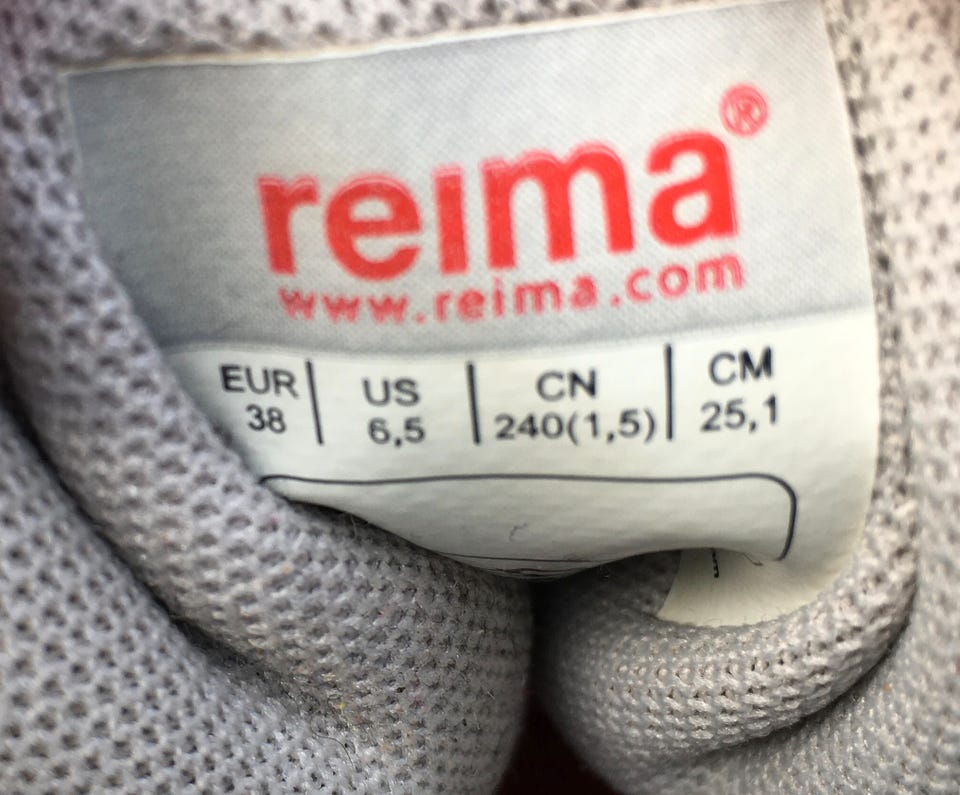 reima®
www.reima.com
EUR | US | CN | CM
38 | 6,5 | 240(1,5) | 25,1